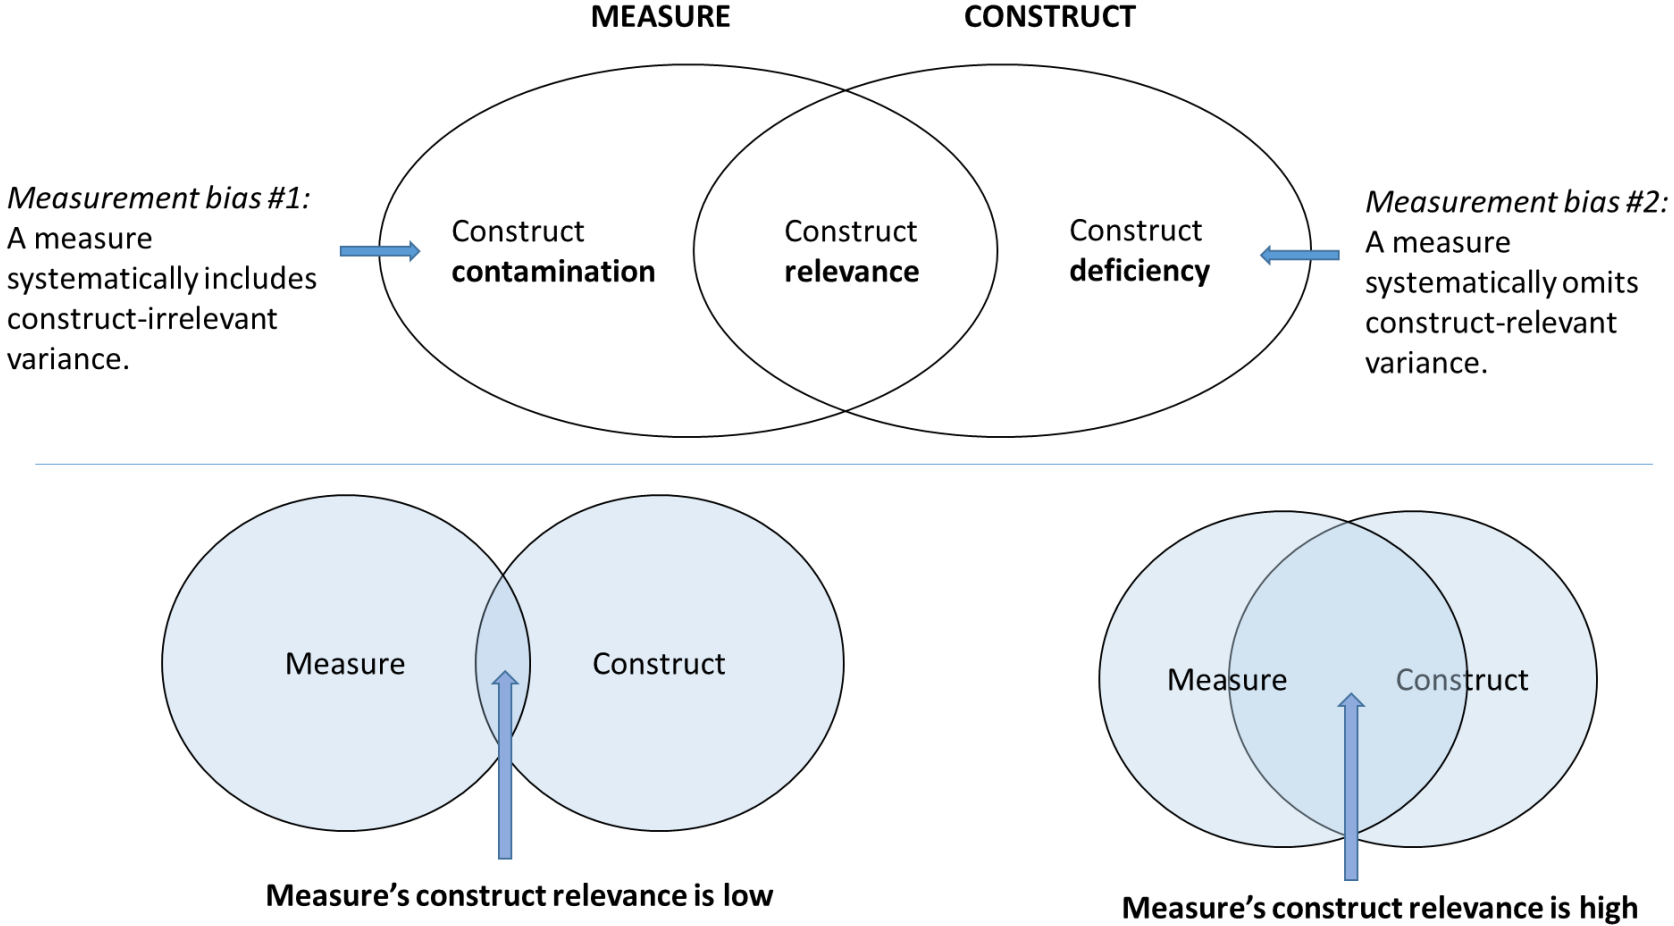 MEASURE
CONSTRUCT
Measurement bias #1:
A measure
systematically includes
construct-irrelevant
variance.
Construct
contamination
Construct
relevance
Construct
deficiency
Measurement bias #2:
A measure
systematically omits
construct-relevant
variance.
Measure
Construct
Measure’s construct relevance is low
Measure
Construct
Measure’s construct relevance is high